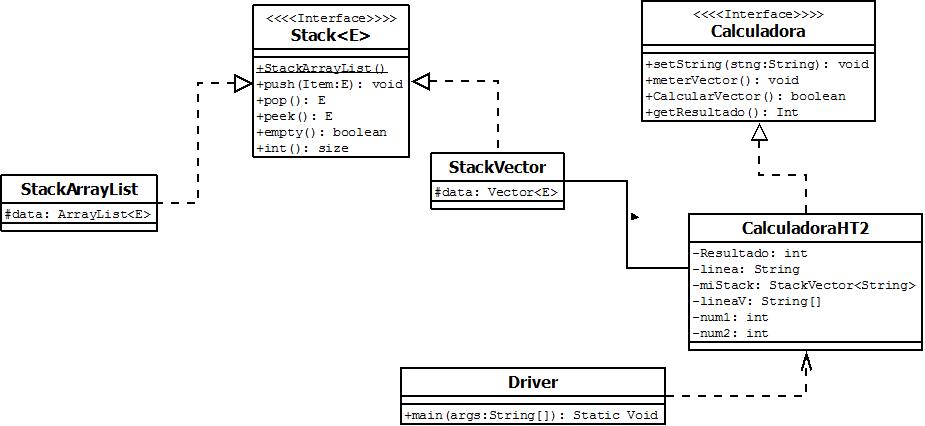 <<<<Interface>>>>
Stack<E>
+StackArrayList()
+push(Item:E): void
+pop(): E
+peek(): E
+empty(): boolean
+int(): size
<<<<Interface>>>>
Calculadora
+setString(stng:String): void
+meterVector(): void
+CalcularVector(): boolean
+getResultado(): Int
StackArrayList
#data: ArrayList<E>
StackVector
#data: Vector<E>
CalculadoraHT2
-Resultado: int
-linea: String
-miStack: StackVector<String>
-lineaV: String[]
-num1: int
-num2: int
Driver
+main(args:String[]): Static Void